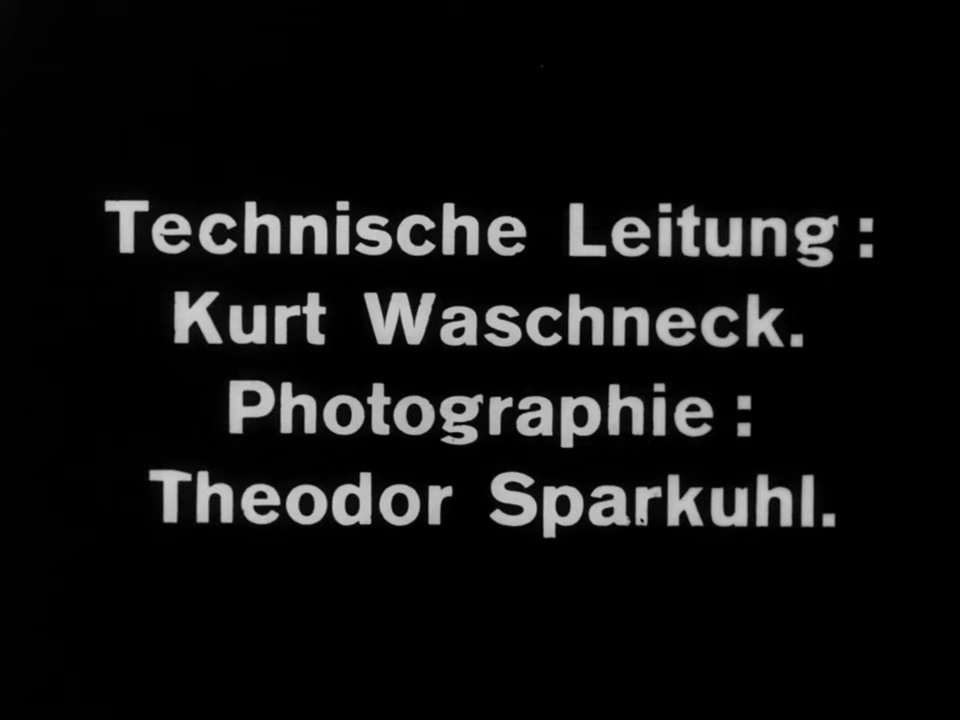 Technische Leitung :
Kurt Waschneck.
Photographie :
Theodor Sparkuhl.